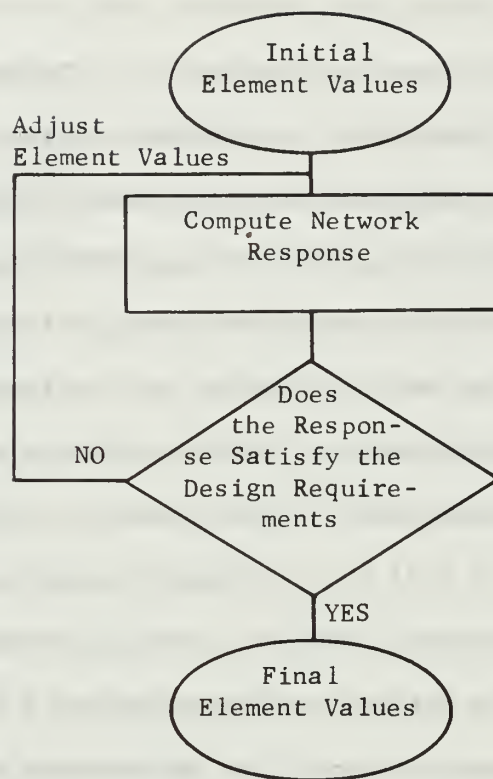 Initial
Element Values
Adjust
Element Values
Compute Network
Response
Does
the Respon-
se Satisfy the
Design Require-
ments
NO
YES
Final
Element Values